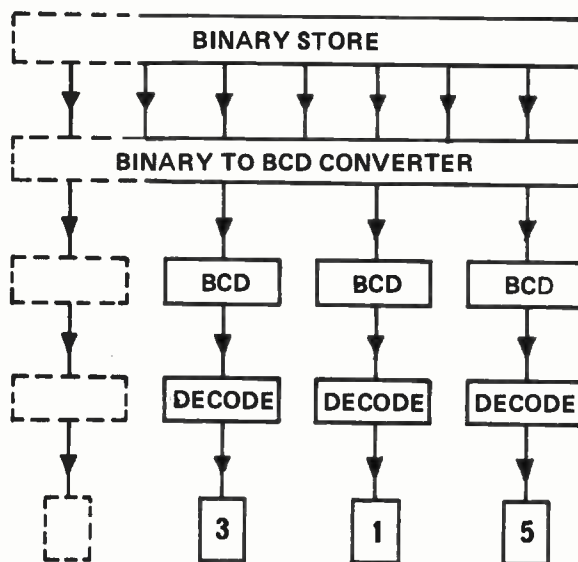 BINARY STORE
BINARY TO BCD CONVERTER
BCD BCD BCD
DECODE DECODE DECODE
3 1 5